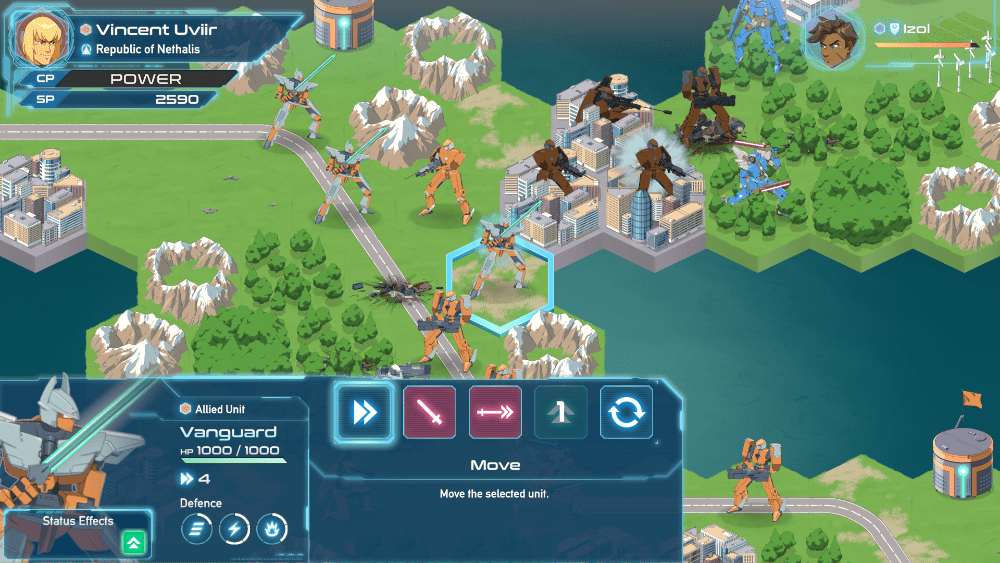 Vincent Uviir
Republic of Nethalis
CP POWER
SP 2590
Izol
Allied Unit
Vanguard
HP 1000 / 1000
4
Defence
Status Effects
1
Move
Move the selected unit.